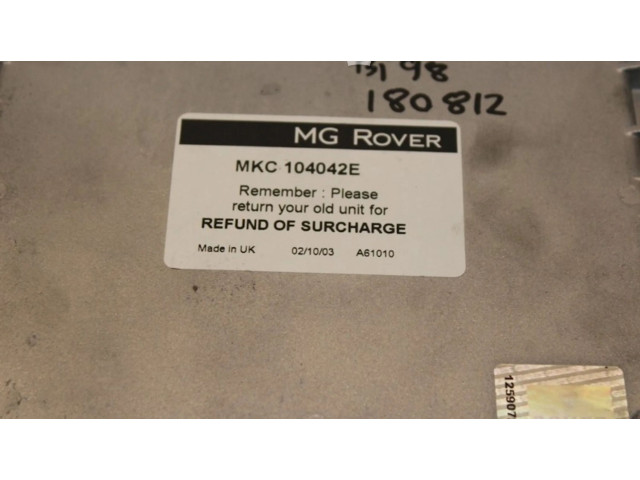 98
180812
MG ROVER
MKC 104042E
Remember : Please
return your old unit for
REFUND OF SURCHARGE
Made in UK 02/10/03 A61010
125907